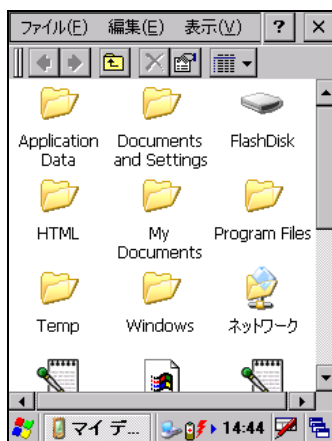 ファイル(F) 編集(E) 表示(V) ? ×
Application Data
Documents and Settings
FlashDisk
HTML
My Documents
Program Files
Temp
Windows
ネットワーク
マイ デ... 14:44